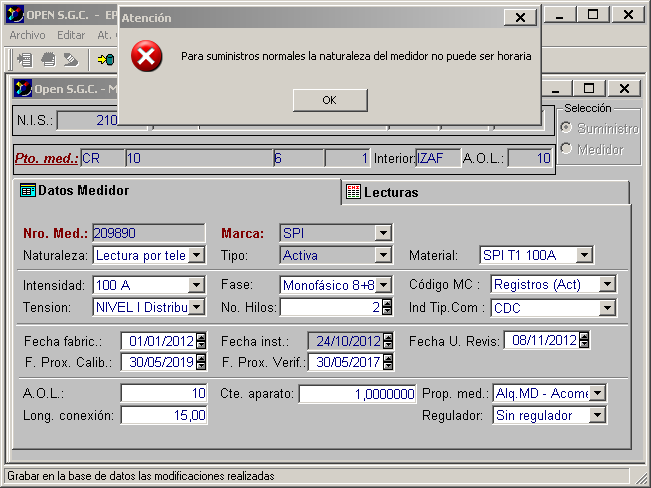 OPEN S.G.C. - EP
Atención
Archivo Editar At. C
Para suministros normales la naturaleza del medidor no puede ser horaria
OK
Open S.G.C. - M
Selección
N.I.S.: 210
Suministro
Medidor
Pto. med.: CR 10 6 1 Interior: IZAF A.O.L.: 10
Datos Medidor Lecturas
Nro. Med.: 209890 Marca: SPI
Naturaleza: Lectura por tele Tipo: Activa Material: SPI T1 100A
Intensidad: 100 A Fase: Monofásico 8+8 Código MC : Registros (Act)
Tension: NIVEL I Distribu No. Hilos: 2 Ind Tip.Com : CDC
Fecha fabric.: 01/01/2012 Fecha inst.: 24/10/2012 Fecha U. Revis: 08/11/2012
F. Prox. Calib.: 30/05/2019 F. Prox. Verif.: 30/05/2017
A.O.L.: 10 Cte. aparato: 1,0000000 Prop. med.: Alq.MD - Acome
Long. conexión: 15,00 Regulador: Sin regulador
Grabar en la base de datos las modificaciones realizadas